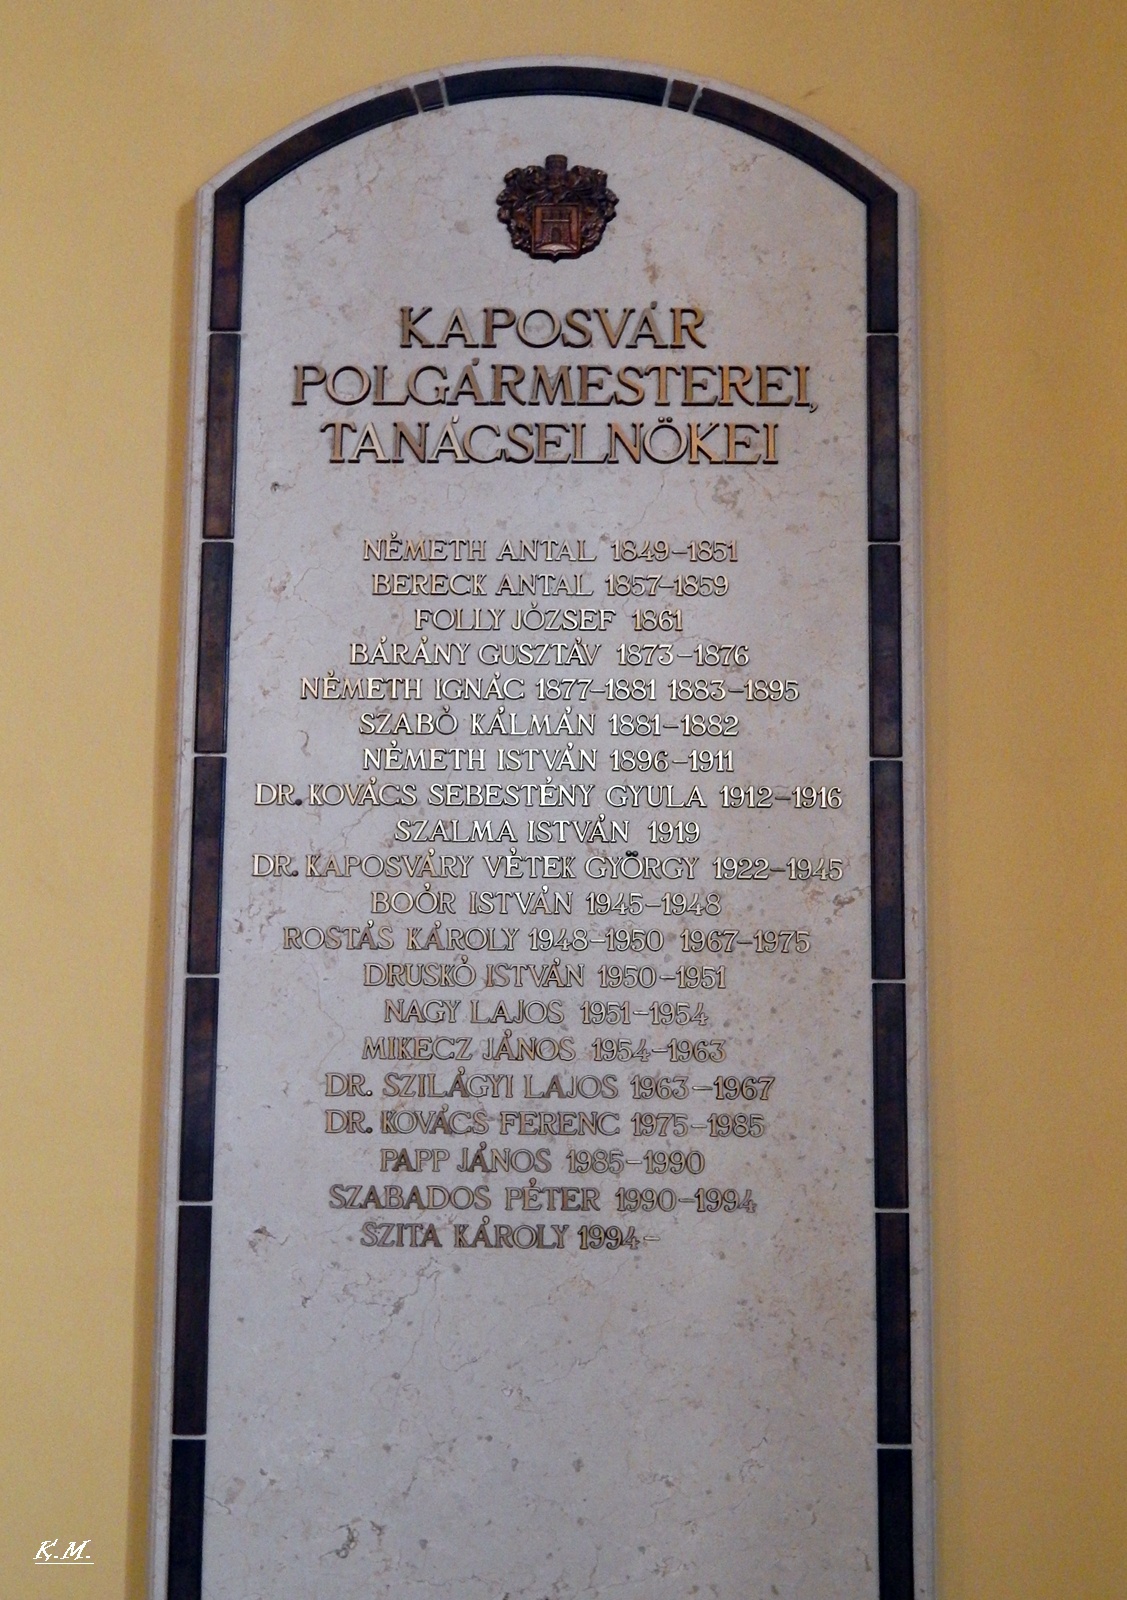 KAPOSVÁR
POLGÁRMESTEREI,
TANÁCSELNÖKEI
NÉMETH ANTAL 1849-1851
BERECK ANTAL 1857-1859
FOLLY JÓZSEF 1861
BÁRÁNY GUSZTÁV 1873-1876
NÉMETH IGNÁC 1877-1881 1883-1895
SZABÓ KÁLMÁN 1881-1882
NÉMETH ISTVÁN 1896-1911
DR. KOVÁCS SEBESTÉNY GYULA 1912-1916
SZALMA ISTVÁN 1919
DR. KAPOSVÁRY VÉTEK GYÖRGY 1922-1945
BOÓR ISTVÁN 1945-1948
ROSTÁS KÁROLY 1948-1950 1967-1975
DRUSKÓ ISTVÁN 1950-1951
NAGY LAJOS 1951-1954
MIKECZ JÁNOS 1954-1963
DR. SZILÁGYI LAJOS 1963-1967
DR. KOVÁCS FERENC 1975-1985
PAPP JÁNOS 1985-1990
SZABADOS PÉTER 1990-1994
SZITA KÁROLY 1994-
K.M.